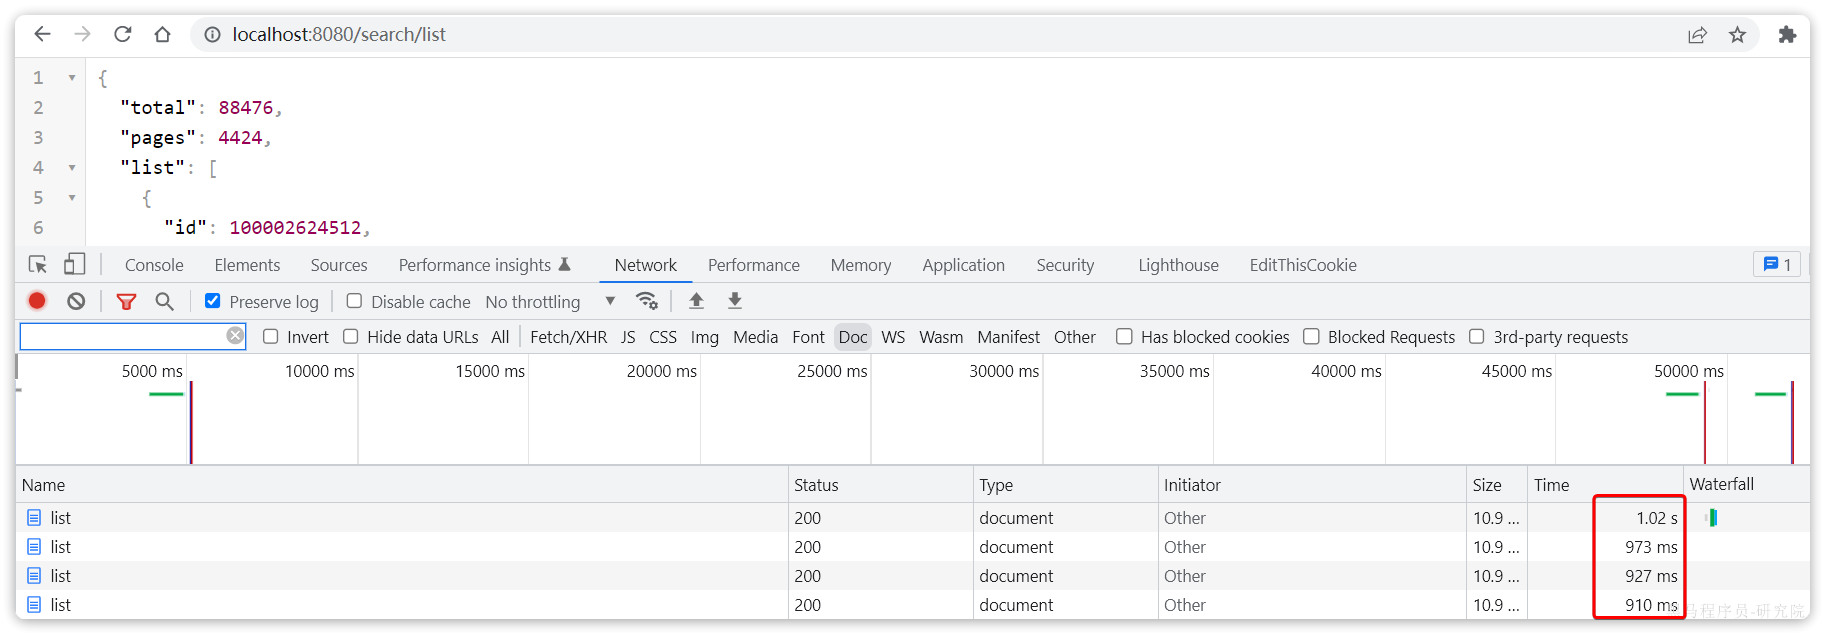 localhost:8080/search/list
1 {
2 "total": 88476,
3 "pages": 4424,
4 "list": [
5 {
6 "id": 100002624512,
Console Elements Sources Performance insights Network Performance Memory Application Security Lighthouse EditThisCookie 1
Preserve log Disable cache No throttling
Invert Hide data URLs All Fetch/XHR JS CSS Img Media Font Doc WS Wasm Manifest Other Has blocked cookies Blocked Requests 3rd-party requests
5000 ms 10000 ms 15000 ms 20000 ms 25000 ms 30000 ms 35000 ms 40000 ms 45000 ms 50000 ms
Name Status Type Initiator Size Time Waterfall
list 200 document Other 10.9 ... 1.02 s
list 200 document Other 10.9 ... 973 ms
list 200 document Other 10.9 ... 927 ms
list 200 document Other 10.9 ... 910 ms
马程序员-研究院